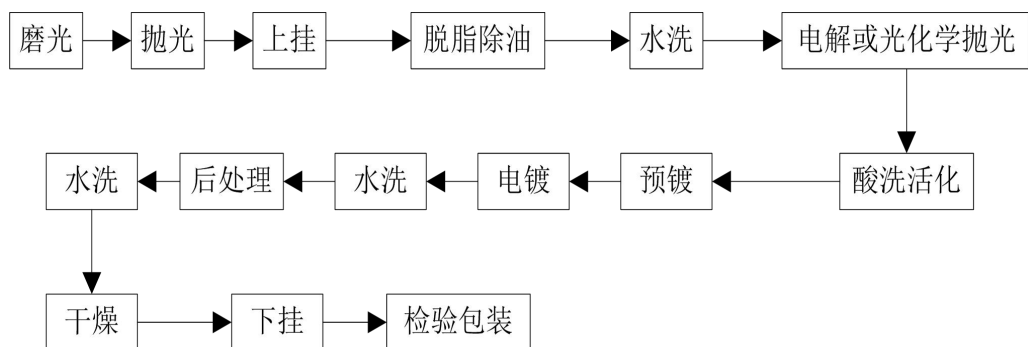 磨光
抛光
上挂
脱脂除油
水洗
电解或光化学抛光
酸洗活化
预镀
电镀
水洗
后处理
水洗
干燥
下挂
检验包装